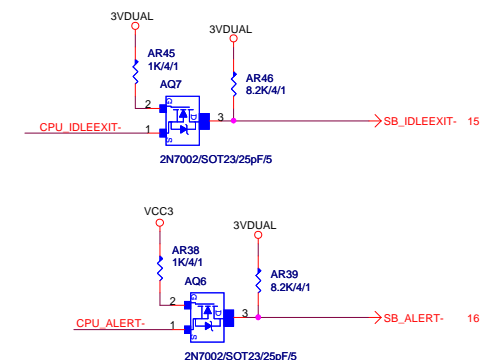 3VDUAL
3VDUAL
AR45
1K/4/1
AR46
8.2K/4/1
AQ7
2
G
D
3
SB_IDLEEXIT- 15
CPU_IDLEEXIT-
1
S
2N7002/SOT23/25pF/5
VCC3
3VDUAL
AR38
1K/4/1
AR39
8.2K/4/1
AQ6
2
G
D
3
SB_ALERT- 16
CPU_ALERT-
1
S
2N7002/SOT23/25pF/5